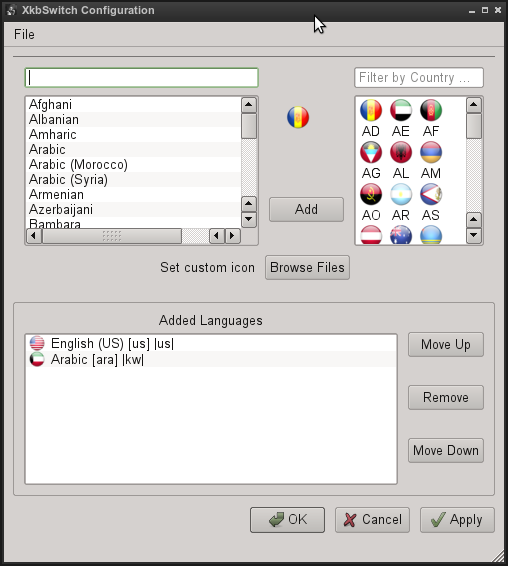 XkbSwitch Configuration
File
Filter by Country ...
Afghani
Albanian
Amharic
Arabic
Arabic (Morocco)
Arabic (Syria)
Armenian
Azerbaijani
Bambara
AD AE AF
AG AL AM
AO AR AS
Add
Set custom icon Browse Files
Added Languages
English (US) [us] |us|
Arabic [ara] |kw|
Move Up
Remove
Move Down
OK Cancel Apply